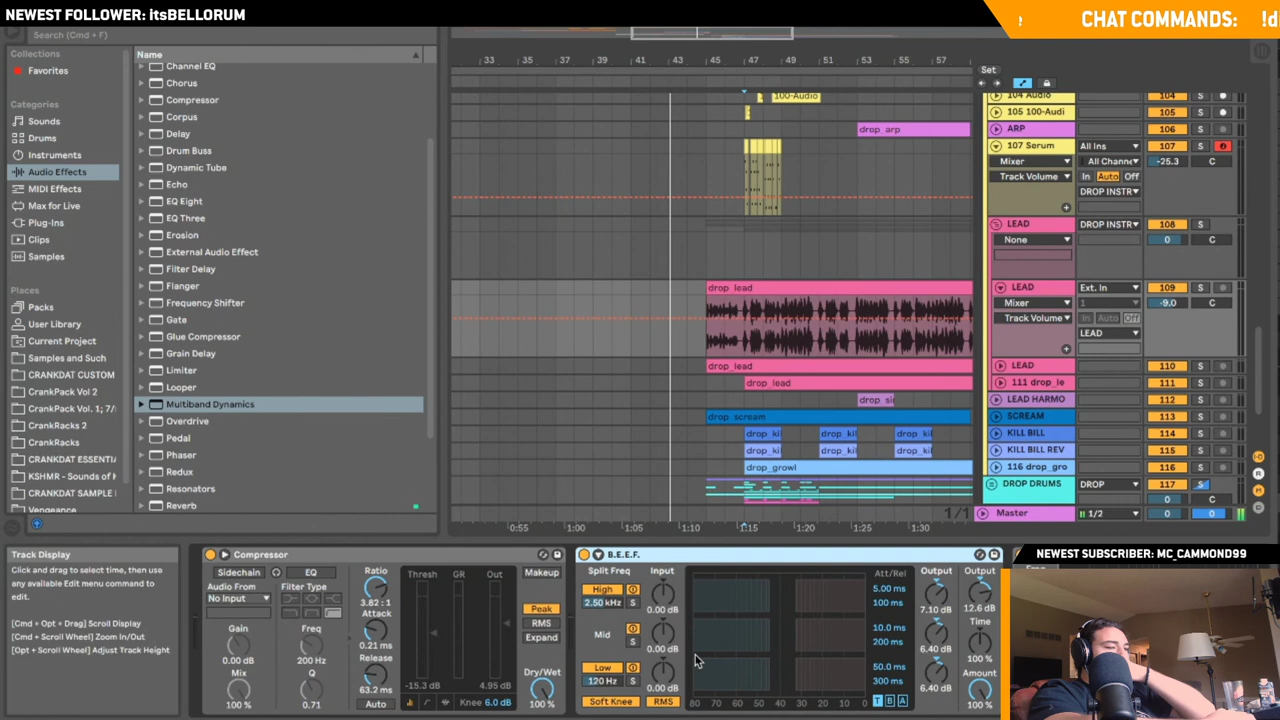 NEWEST FOLLOWER: itsBELLORUM
CHAT COMMANDS:
Search (Cmd + F)
Collections
Favorites
Categories
Sounds
Drums
Instruments
Audio Effects
MIDI Effects
Max for Live
Plug-Ins
Clips
Samples
Places
Packs
User Library
Current Project
Samples and Such
CRANKDAT CUSTOM
CrankPack Vol 2
CrankPack Vol. 1; 7/
CrankRacks 2
CrankRacks
CRANKDAT ESSENTI
KSHMR - Sounds of K
CRANKDAT SAMPLE
Vengeance
Name
Channel EQ
Chorus
Compressor
Corpus
Delay
Drum Buss
Dynamic Tube
Echo
EQ Eight
EQ Three
Erosion
External Audio Effect
Filter Delay
Flanger
Frequency Shifter
Gate
Glue Compressor
Grain Delay
Limiter
Looper
Multiband Dynamics
Overdrive
Pedal
Phaser
Redux
Resonators
Reverb
33 35 37 39 41 43 45 47 49 51 53 55 57
Set
100-Audio
104 Audio 104 S
105 100-Audi 105 S
drop_arp ARP 106 S
107 Serum All Ins 107 S
Mixer All Channe -25.3 C
Track Volume In Auto Off
DROP INSTR
LEAD DROP INSTR 108 S
None 0 C
drop_lead LEAD Ext. In 109 S
Mixer 1 -9.0 C
Track Volume In Auto Off
LEAD
drop_lead LEAD 110 S
drop_lead 111 drop_le 111 S
drop_si LEAD HARMO 112 S
drop_scream SCREAM 113 S
drop_kil drop_kil drop_kil KILL BILL 114 S
drop_kil drop_kil drop_kil KILL BILL REV 115 S
drop_growl 116 drop_gro 116 S
DROP DRUMS DROP 117 S
0 C
1/1 Master 1/2 0 0
0:55 1:00 1:05 1:10 1:15 1:20 1:25 1:30
NEWEST SUBSCRIBER: MC_CAMMOND99
Track Display
Click and drag to select time, then use
any available Edit menu command to
edit.
[Cmd + Opt + Drag] Scroll Display
[Cmd + Scroll Wheel] Zoom In/Out
[Opt + Scroll Wheel] Adjust Track Height
Compressor
Sidechain EQ
Audio From Filter Type
No Input
Gain Freq
0.00 dB 200 Hz
Mix Q
100 % 0.71
Ratio
3.82 : 1
Attack
0.21 ms
Release
63.2 ms
Auto
Thresh GR Out
-15.3 dB 4.95 dB
Knee 6.0 dB
Makeup
Peak
RMS
Expand
Dry/Wet
100 %
B.E.E.F.
Split Freq Input
High
2.50 kHz S 0.00 dB
Mid
S 0.00 dB
Low
120 Hz S 0.00 dB
Soft Knee RMS
80 70 60 50 40 30 20 10 0
Att/Rel
5.00 ms
100 ms
10.0 ms
200 ms
50.0 ms
300 ms
T B A
Output
7.10 dB
6.40 dB
6.40 dB
Output
12.6 dB
Time
100 %
Amount
100 %